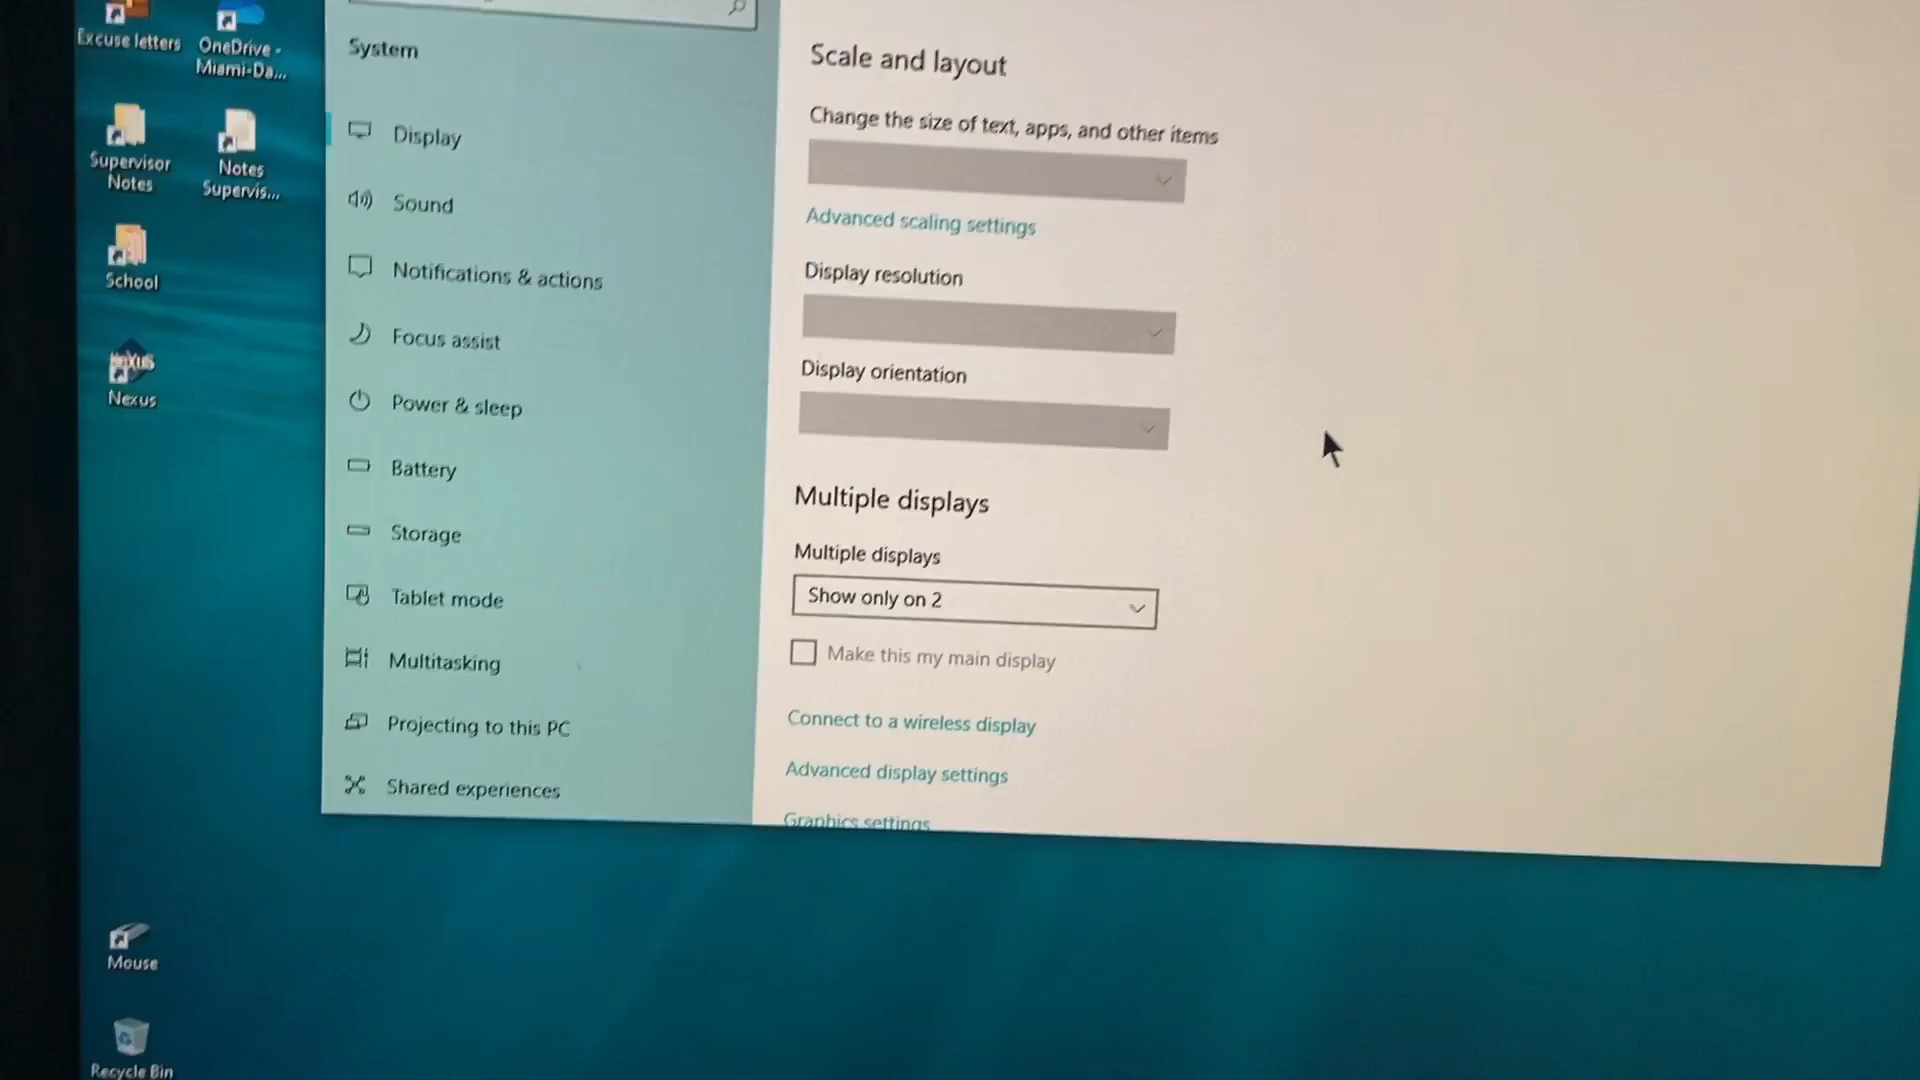 Excuse letters
OneDrive -
Miami-Da...
Supervisor
Notes
Notes
Supervis...
School
NeXUS
Nexus
Mouse
Recycle Bin
System
Display
Sound
Notifications & actions
Focus assist
Power & sleep
Battery
Storage
Tablet mode
Multitasking
Projecting to this PC
Shared experiences
Scale and layout
Change the size of text, apps, and other items
Advanced scaling settings
Display resolution
Display orientation
Multiple displays
Multiple displays
Show only on 2
Make this my main display
Connect to a wireless display
Advanced display settings
Graphics settings